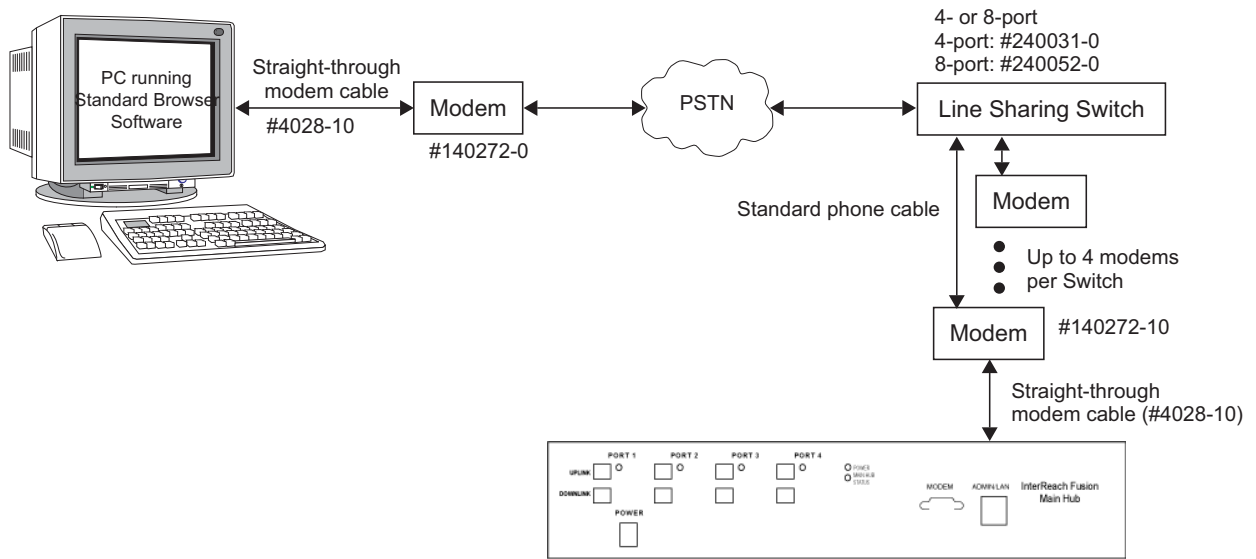 PC running
Standard Browser
Software
Straight-through
modem cable
#4028-10
Modem
#140272-0
PSTN
4- or 8-port
4-port: #240031-0
8-port: #240052-0
Line Sharing Switch
Standard phone cable
Modem
Up to 4 modems
per Switch
Modem
#140272-10
Straight-through
modem cable (#4028-10)
PORT 1
PORT 2
PORT 3
PORT 4
UPLINK
DOWNLINK
POWER
POWER
MAIN HUB
STATUS
MODEM
ADMIN/LAN
InterReach Fusion
Main Hub